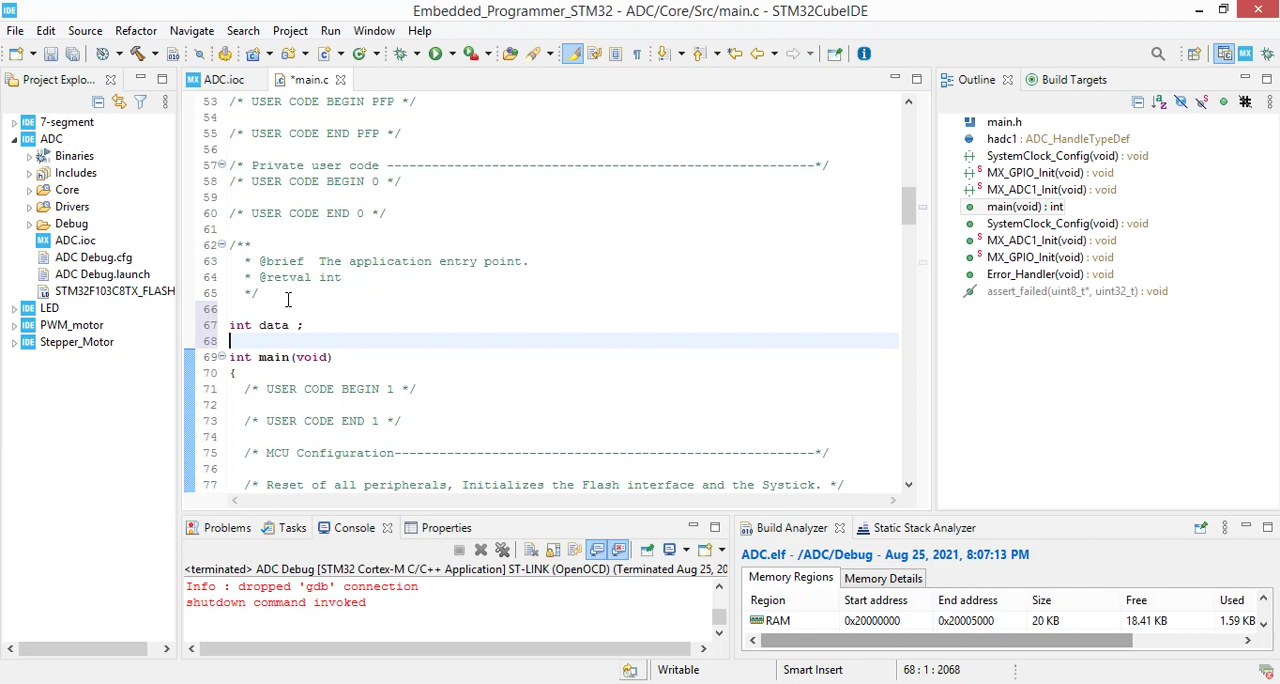 Embedded_Programmer_STM32 - ADC/Core/Src/main.c - STM32CubeIDE
File Edit Source Refactor Navigate Search Project Run Window Help
Project Explo...
ADC.ioc
*main.c
Outline
Build Targets
7-segment
ADC
Binaries
Includes
Core
Drivers
Debug
ADC.ioc
ADC Debug.cfg
ADC Debug.launch
STM32F103C8TX_FLASH
LED
PWM_motor
Stepper_Motor
53 /* USER CODE BEGIN PFP */
54
55 /* USER CODE END PFP */
56
57 /* Private user code ---------------------------------------------------------*/
58 /* USER CODE BEGIN 0 */
59
60 /* USER CODE END 0 */
61
62 /**
63 * @brief  The application entry point.
64 * @retval int
65 */
66
67 int data ;
68
69 int main(void)
70 {
71 /* USER CODE BEGIN 1 */
72
73 /* USER CODE END 1 */
74
75 /* MCU Configuration--------------------------------------------------------*/
76
77 /* Reset of all peripherals, Initializes the Flash interface and the Systick. */
main.h
hadc1 : ADC_HandleTypeDef
SystemClock_Config(void) : void
MX_GPIO_Init(void) : void
MX_ADC1_Init(void) : void
main(void) : int
SystemClock_Config(void) : void
MX_ADC1_Init(void) : void
MX_GPIO_Init(void) : void
Error_Handler(void) : void
assert_failed(uint8_t*, uint32_t) : void
Problems Tasks Console Properties
<terminated> ADC Debug [STM32 Cortex-M C/C++ Application] ST-LINK (OpenOCD) (Terminated Aug 25, 20
Info : dropped 'gdb' connection
shutdown command invoked
Build Analyzer Static Stack Analyzer
ADC.elf - /ADC/Debug - Aug 25, 2021, 8:07:13 PM
Memory Regions Memory Details
Region Start address End address Size Free Used
RAM 0x20000000 0x20005000 20 KB 18.41 KB 1.59 KB
Writable Smart Insert 68 : 1 : 2068